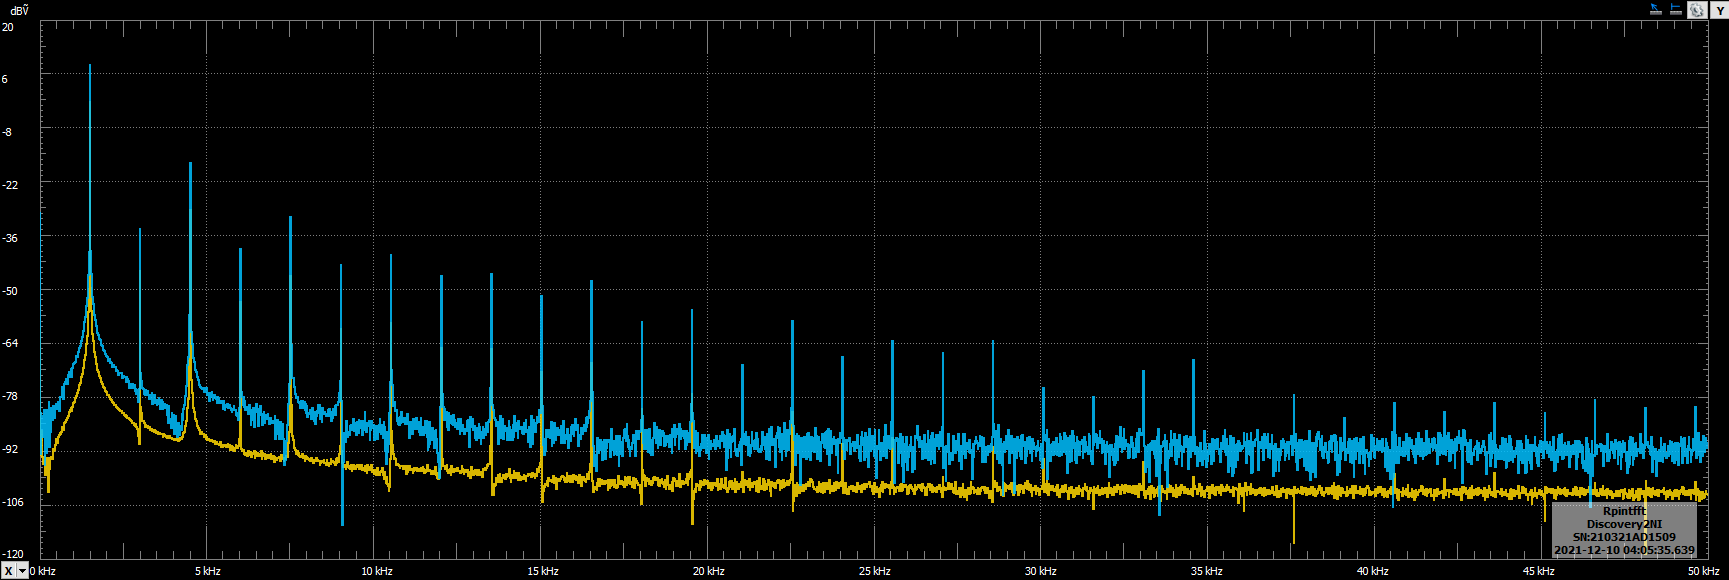 dBṼ
Y
20
6
-8
-22
-36
-50
-64
-78
-92
-106
-120
Rpintfft
Discovery2NI
SN:210321AD1509
2021-12-10 04:05:35.639
X 0 kHz 5 kHz 10 kHz 15 kHz 20 kHz 25 kHz 30 kHz 35 kHz 40 kHz 45 kHz 50 kHz